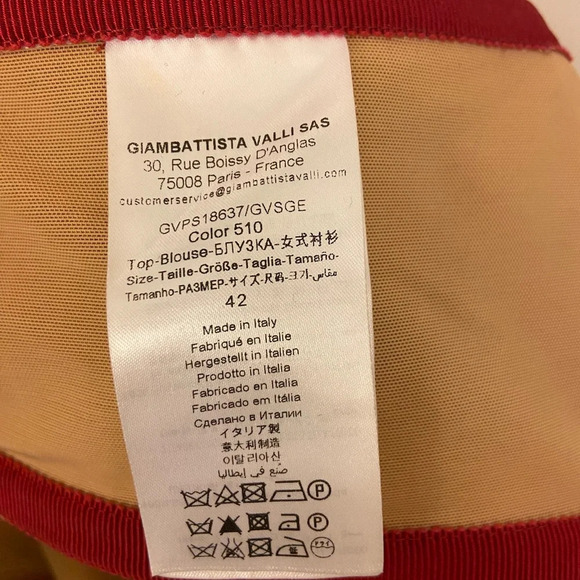 GIAMBATTISTA VALLI SAS
30, Rue Boissy D'Anglas
75008 Paris - France
customerservice@giambattistavalli.com
GVPS18637/GVSGE
Color 510
Top-Blouse-БЛУЗКА-女式衬衫
Size-Taille-Größe-Taglia-Tamaño-
Tamanho-РАЗМЕР-サイズ-尺码-크기-مقاس
42
Made in Italy
Fabriqué en Italie
Hergestellt in Italien
Prodotto in Italia
Fabricado en Italia
Fabricado em Itália
Сделано в Италии
イタリア製
意大利制造
이탈리아산
صنع في إيطاليا
P
P
ドライ